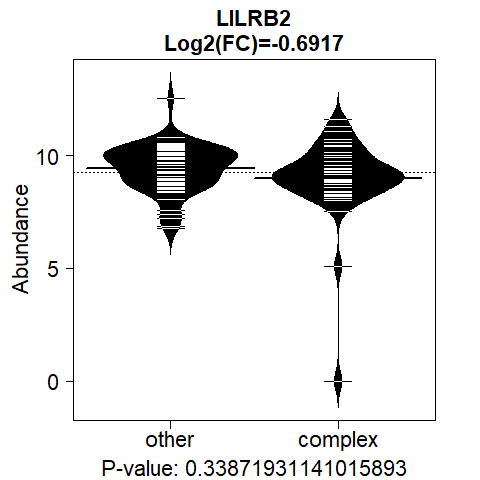 LILRB2
Log2(FC)=-0.6917
Abundance
10
5
0
other complex
P-value: 0.33871931141015893